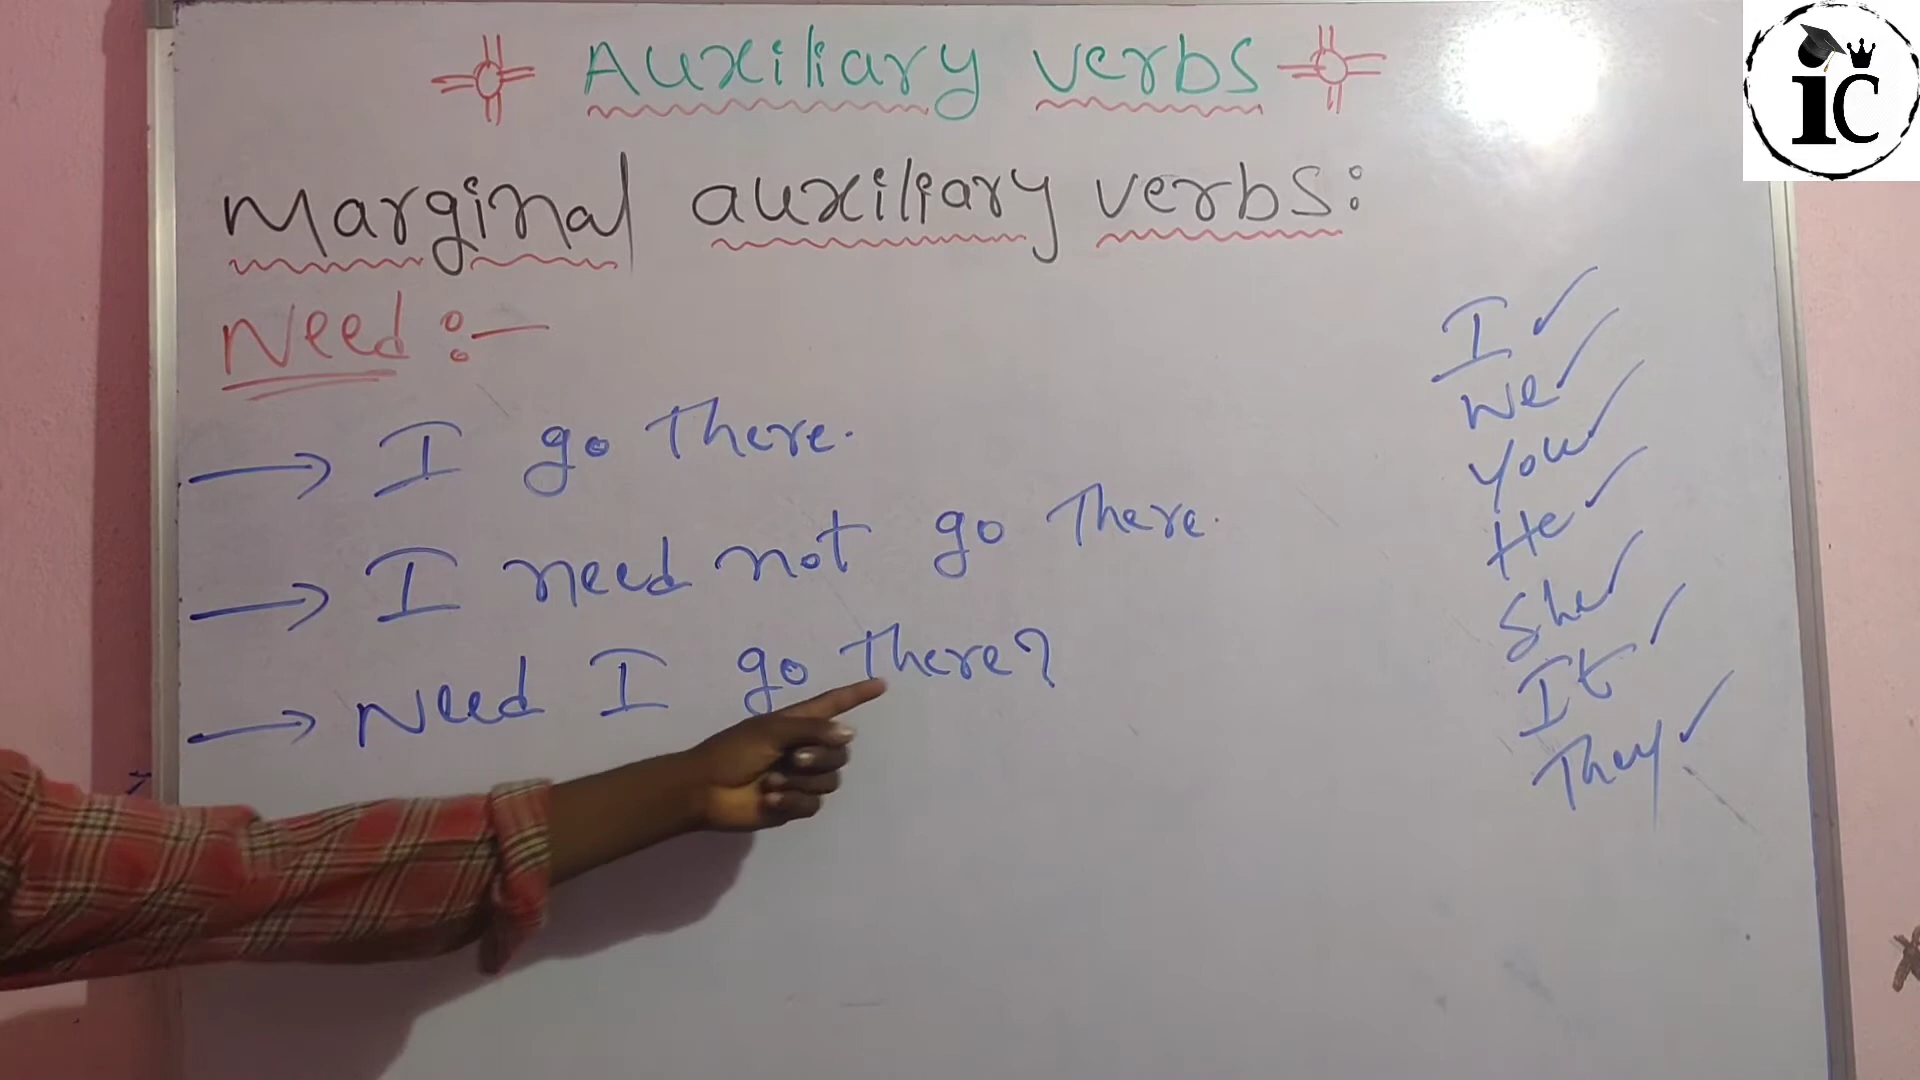 Auxiliary verbs
Marginal auxiliary verbs:
Need :-
→ I go there.
→ I need not go there.
→ Need I go there?
I ✓
We ✓
You ✓
He ✓
She ✓
It ✓
They ✓
iC